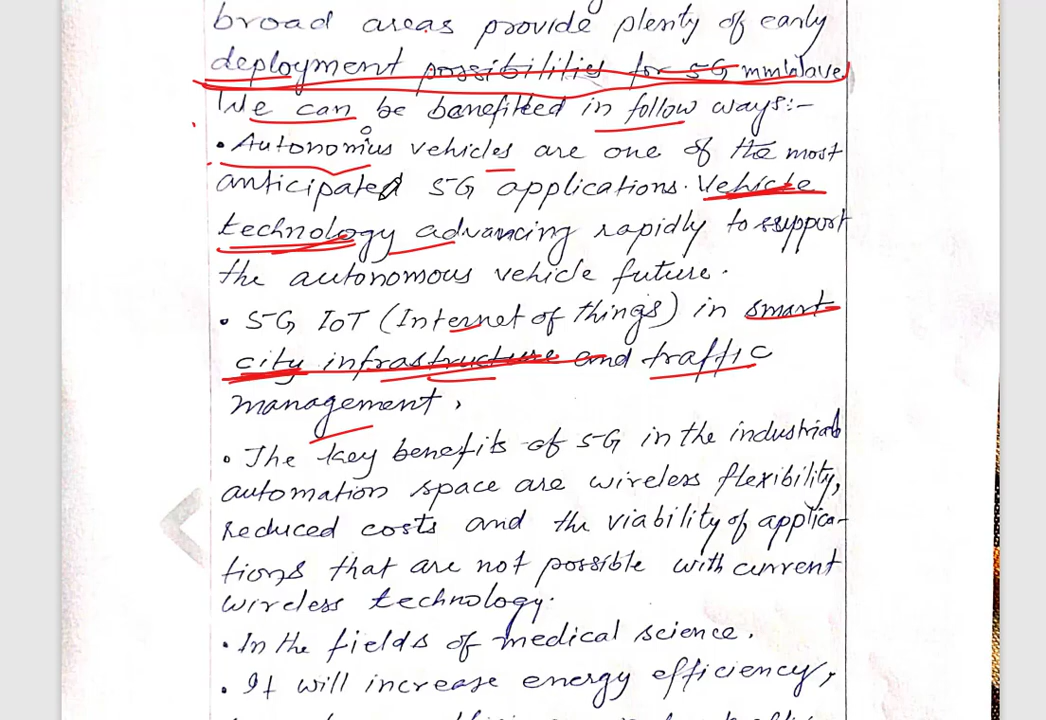 broad areas provide plenty of early
deployment possibilities for 5G mmWave
We can be benefitted in follow ways:-
• Autonomous vehicles are one of the most
anticipated 5G applications. Vehicle
technology advancing rapidly to support
the autonomous vehicle future.
• 5G IoT (Internet of things) in smart
city infrastructure and traffic
management,
• The key benefits of 5G in the industrial
automation space are wireless flexibility,
Reduced costs and the viability of applica-
tions that are not possible with current
wireless technology.
• In the fields of medical science.
• It will increase energy efficiency,